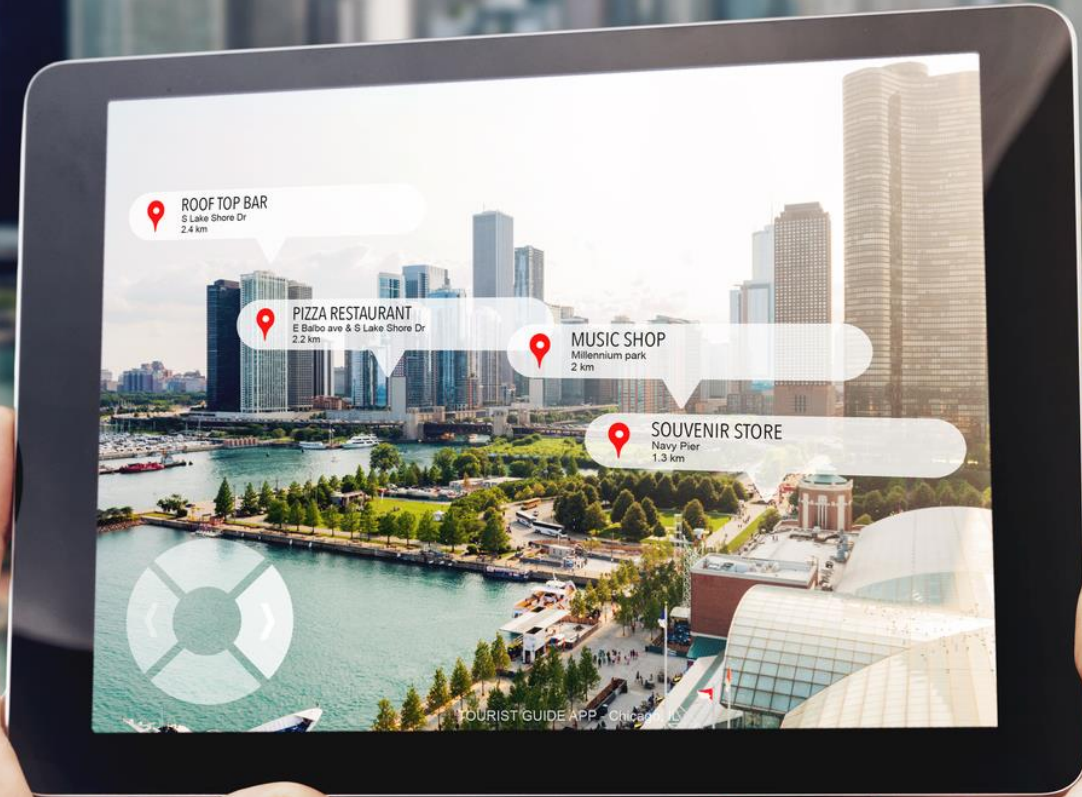 ROOF TOP BAR
S Lake Shore Dr
2.4 km
PIZZA RESTAURANT
E Balbo ave & S Lake Shore Dr
2.2 km
MUSIC SHOP
Millennium park
2 km
SOUVENIR STORE
Navy Pier
1.3 km
TOURIST GUIDE APP - Chicago, IL